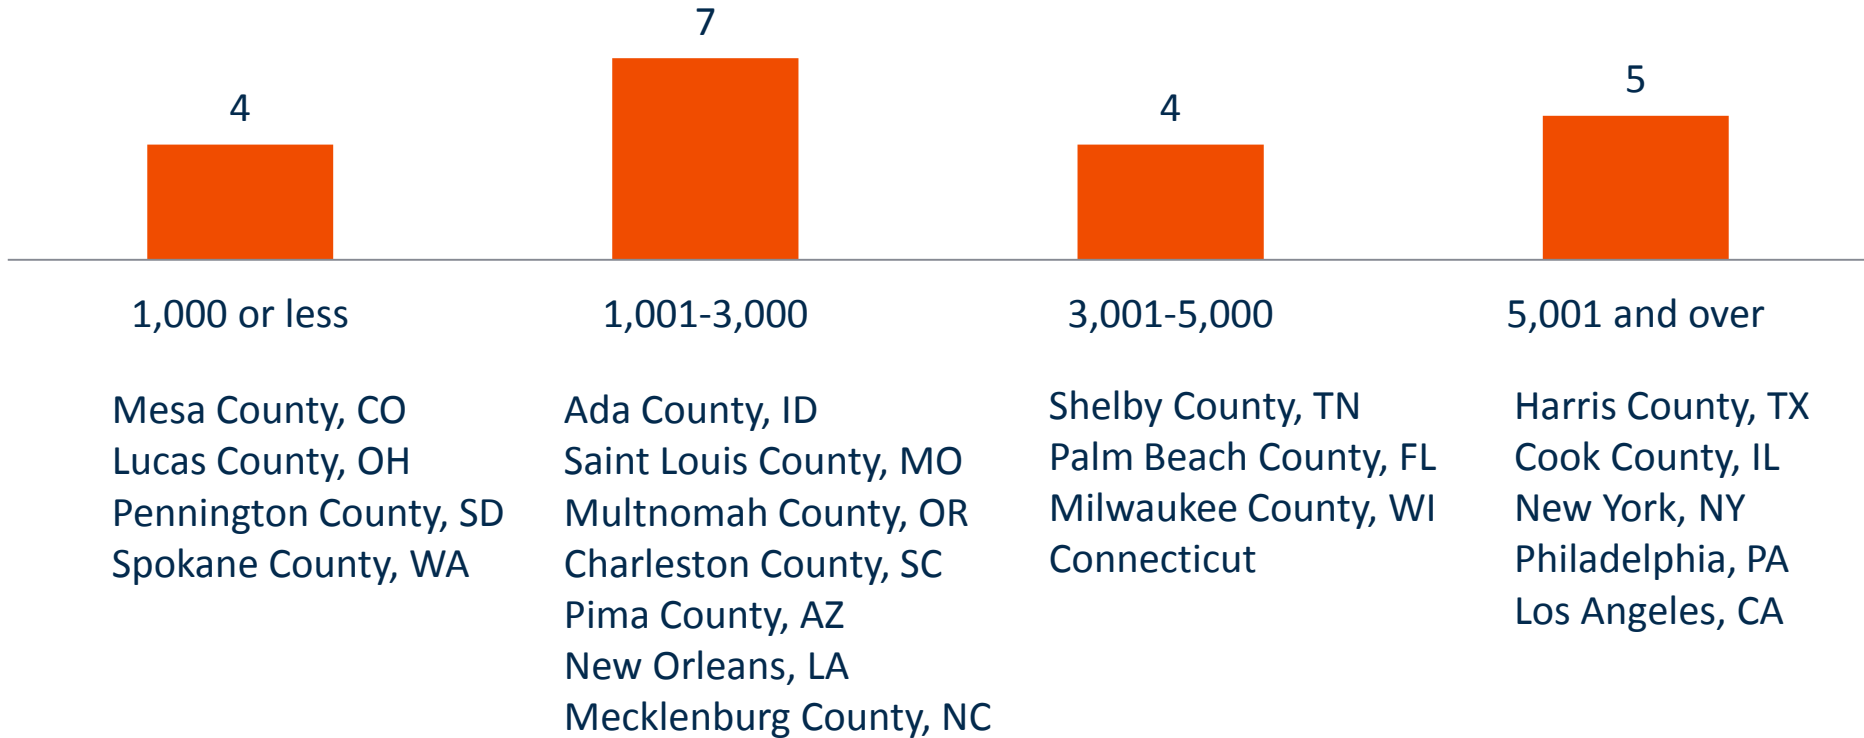 4
7
4
5
1,000 or less
1,001-3,000
3,001-5,000
5,001 and over
Mesa County, CO
Lucas County, OH
Pennington County, SD
Spokane County, WA
Ada County, ID
Saint Louis County, MO
Multnomah County, OR
Charleston County, SC
Pima County, AZ
New Orleans, LA
Mecklenburg County, NC
Shelby County, TN
Palm Beach County, FL
Milwaukee County, WI
Connecticut
Harris County, TX
Cook County, IL
New York, NY
Philadelphia, PA
Los Angeles, CA